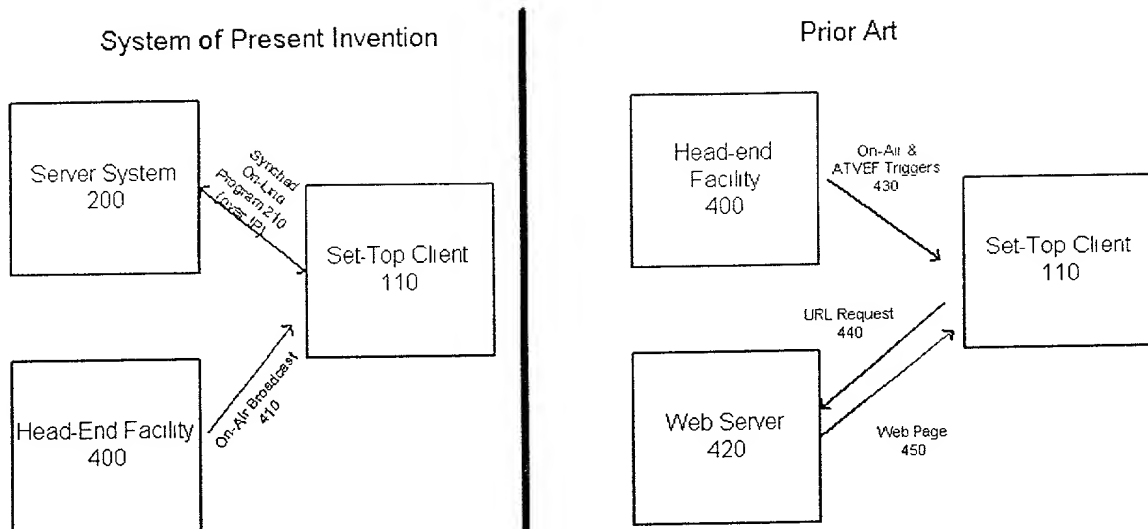 System of Present Invention
Server System
200
Synched
On-Line
Program 210
(over IP)
Set-Top Client
110
Head-End Facility
400
On-Air Broadcast
410
Prior Art
Head-end
Facility
400
On-Air &
ATVEF Triggers
430
Set-Top Client
110
URL Request
440
Web Server
420
Web Page
450